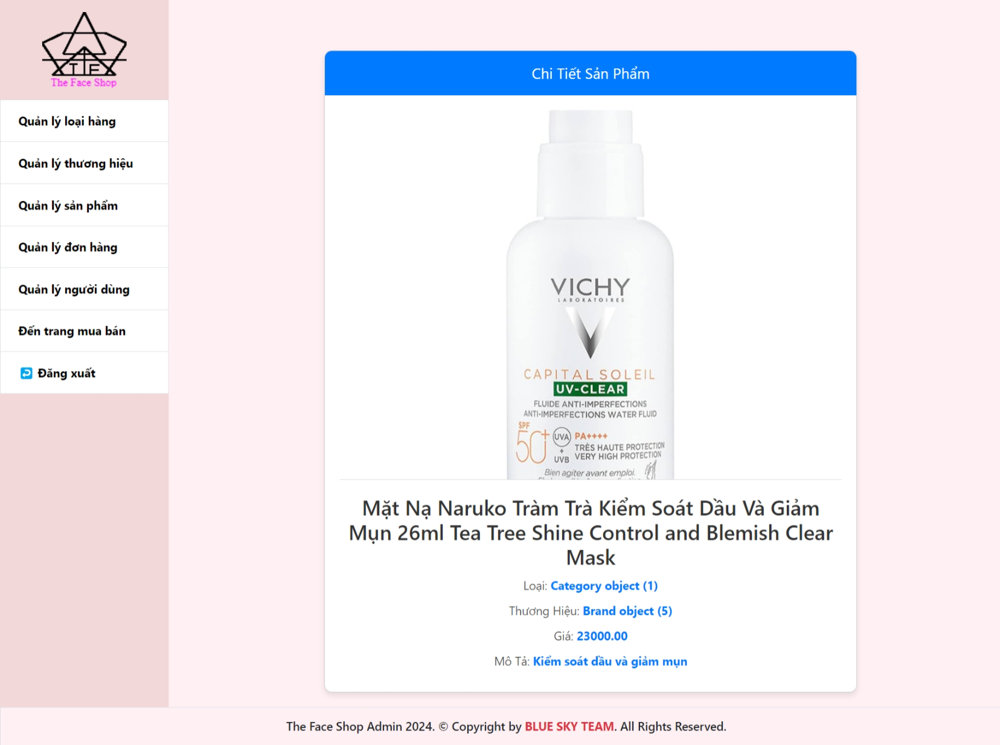 TFE
The Face Shop
Quản lý loại hàng
Quản lý thương hiệu
Quản lý sản phẩm
Quản lý đơn hàng
Quản lý người dùng
Đến trang mua bán
Đăng xuất
Chi Tiết Sản Phẩm
VICHY
LABORATOIRES
CAPITAL SOLEIL
UV-CLEAR
FLUIDE ANTI-IMPERFECTIONS
ANTI-IMPERFECTIONS WATER FLUID
SPF
50+
UVA
+
UVB
PA++++
TRÈS HAUTE PROTECTION
VERY HIGH PROTECTION
Bien agiter avant emploi.
Mặt Nạ Naruko Tràm Trà Kiểm Soát Dầu Và Giảm
Mụn 26ml Tea Tree Shine Control and Blemish Clear
Mask
Loại: Category object (1)
Thương Hiệu: Brand object (5)
Giá: 23000.00
Mô Tả: Kiểm soát dầu và giảm mụn
The Face Shop Admin 2024. © Copyright by BLUE SKY TEAM. All Rights Reserved.